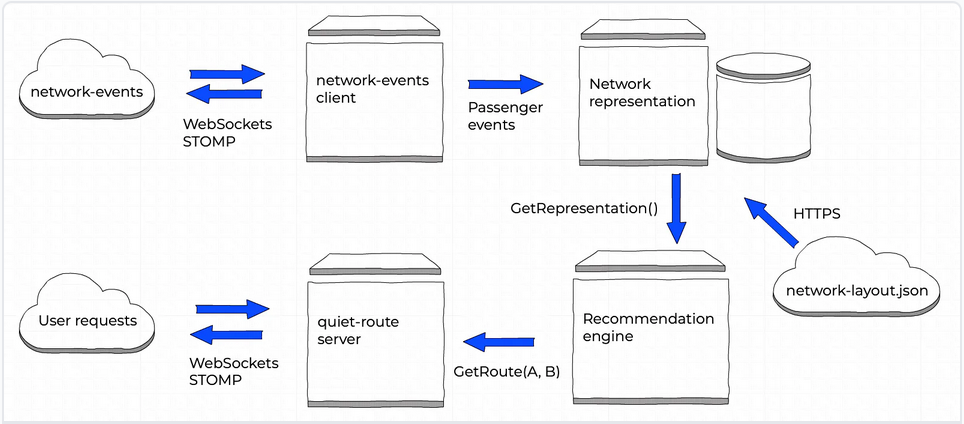 network-events
WebSockets
STOMP
network-events
client
Passenger
events
Network
representation
GetRepresentation()
HTTPS
network-layout.json
User requests
WebSockets
STOMP
quiet-route
server
GetRoute(A, B)
Recommendation
engine